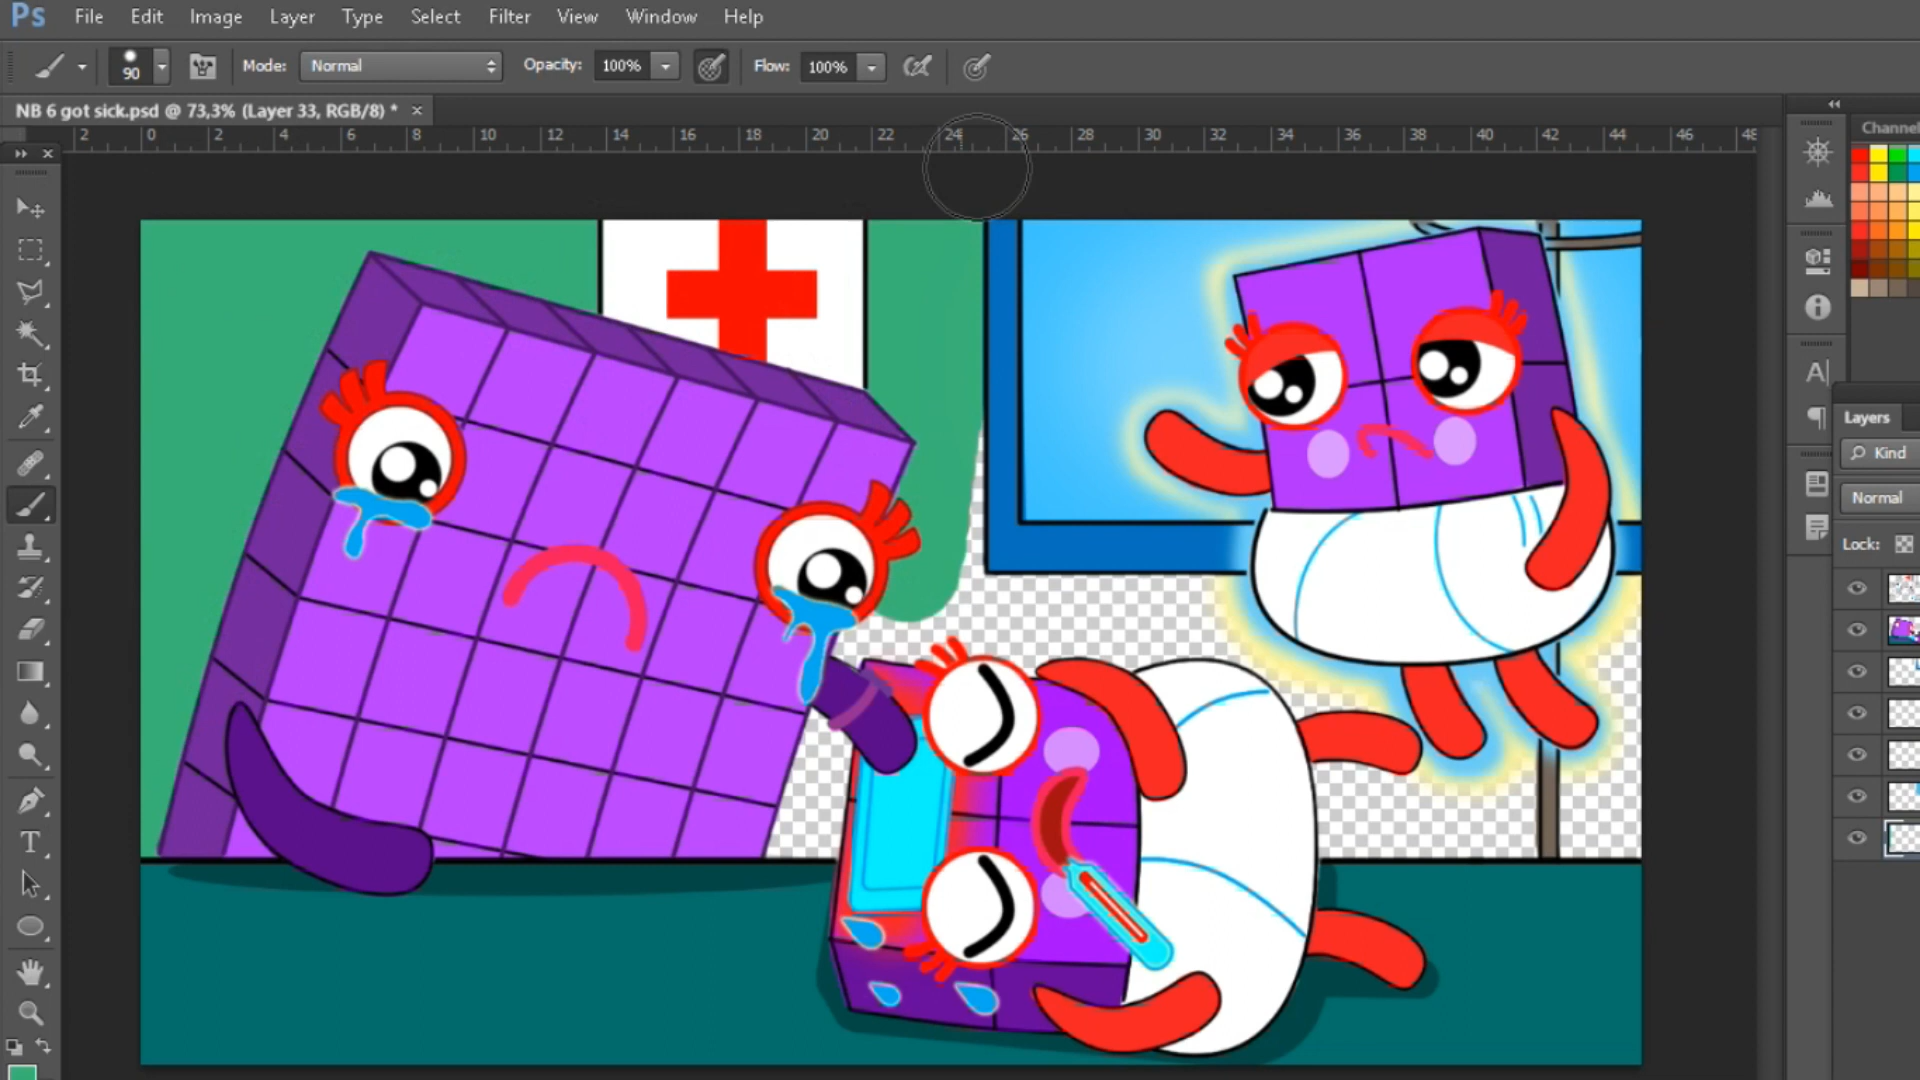 Ps File Edit Image Layer Type Select Filter View Window Help
90 Mode: Normal Opacity: 100% Flow: 100%
NB 6 got sick.psd @ 73,3% (Layer 33, RGB/8) * ×
2 0 2 4 6 8 10 12 14 16 18 20 22 24 26 28 30 32 34 36 38 40 42 44 46 48
Channel
A|
Layers
Kind
Normal
Lock:
T